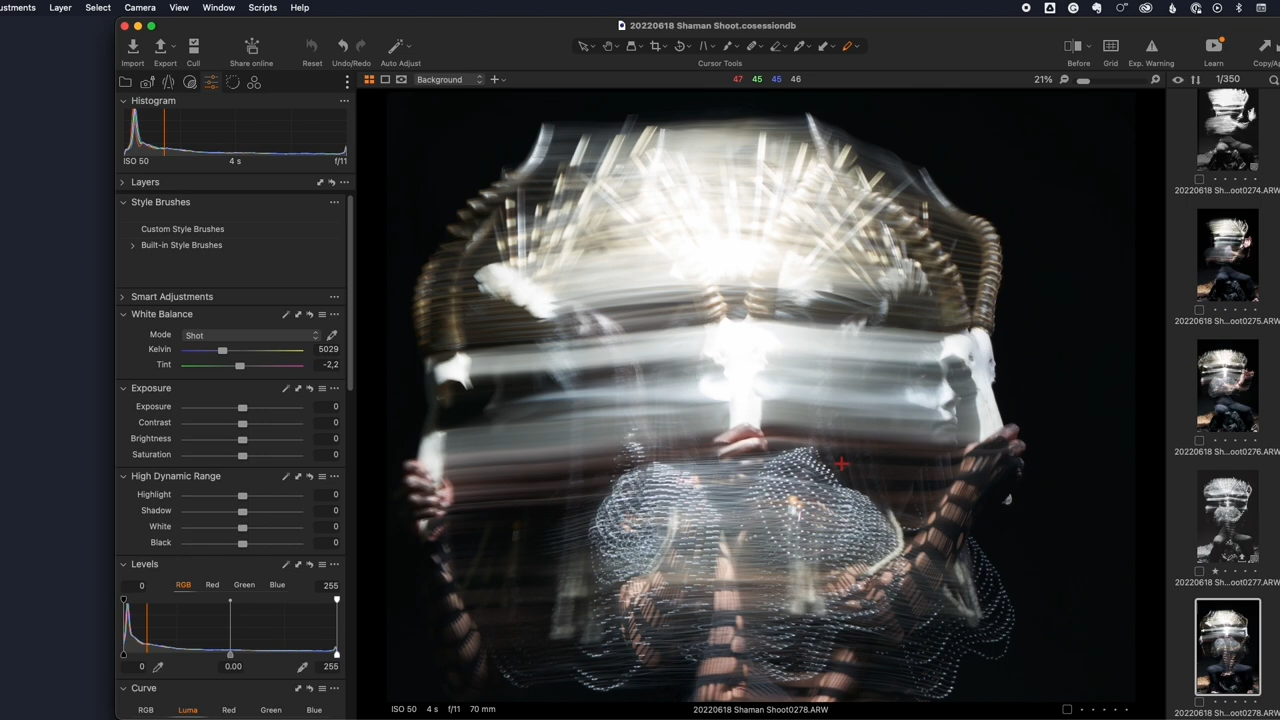 ustments Layer Select Camera View Window Scripts Help
20220618 Shaman Shoot.cosessiondb
Import Export Cull Share online Reset Undo/Redo Auto Adjust Cursor Tools Before Grid Exp. Warning Learn Copy/Ap
Background 47 45 45 46 21% 1/350
Histogram
ISO 50 4 s f/11
Layers
Style Brushes
Custom Style Brushes
Built-in Style Brushes
Smart Adjustments
White Balance
Mode Shot
Kelvin 5029
Tint -2,2
Exposure
Exposure 0
Contrast 0
Brightness 0
Saturation 0
High Dynamic Range
Highlight 0
Shadow 0
White 0
Black 0
Levels
0 RGB Red Green Blue 255
0 0.00 255
Curve
RGB Luma Red Green Blue
ISO 50 4 s f/11 70 mm 20220618 Shaman Shoot0278.ARW
20220618 Sh...oot0274.ARW
20220618 Sh...oot0275.ARW
20220618 Sh...oot0276.ARW
20220618 Sh...oot0277.ARW
20220618 Sh...oot0278.ARW